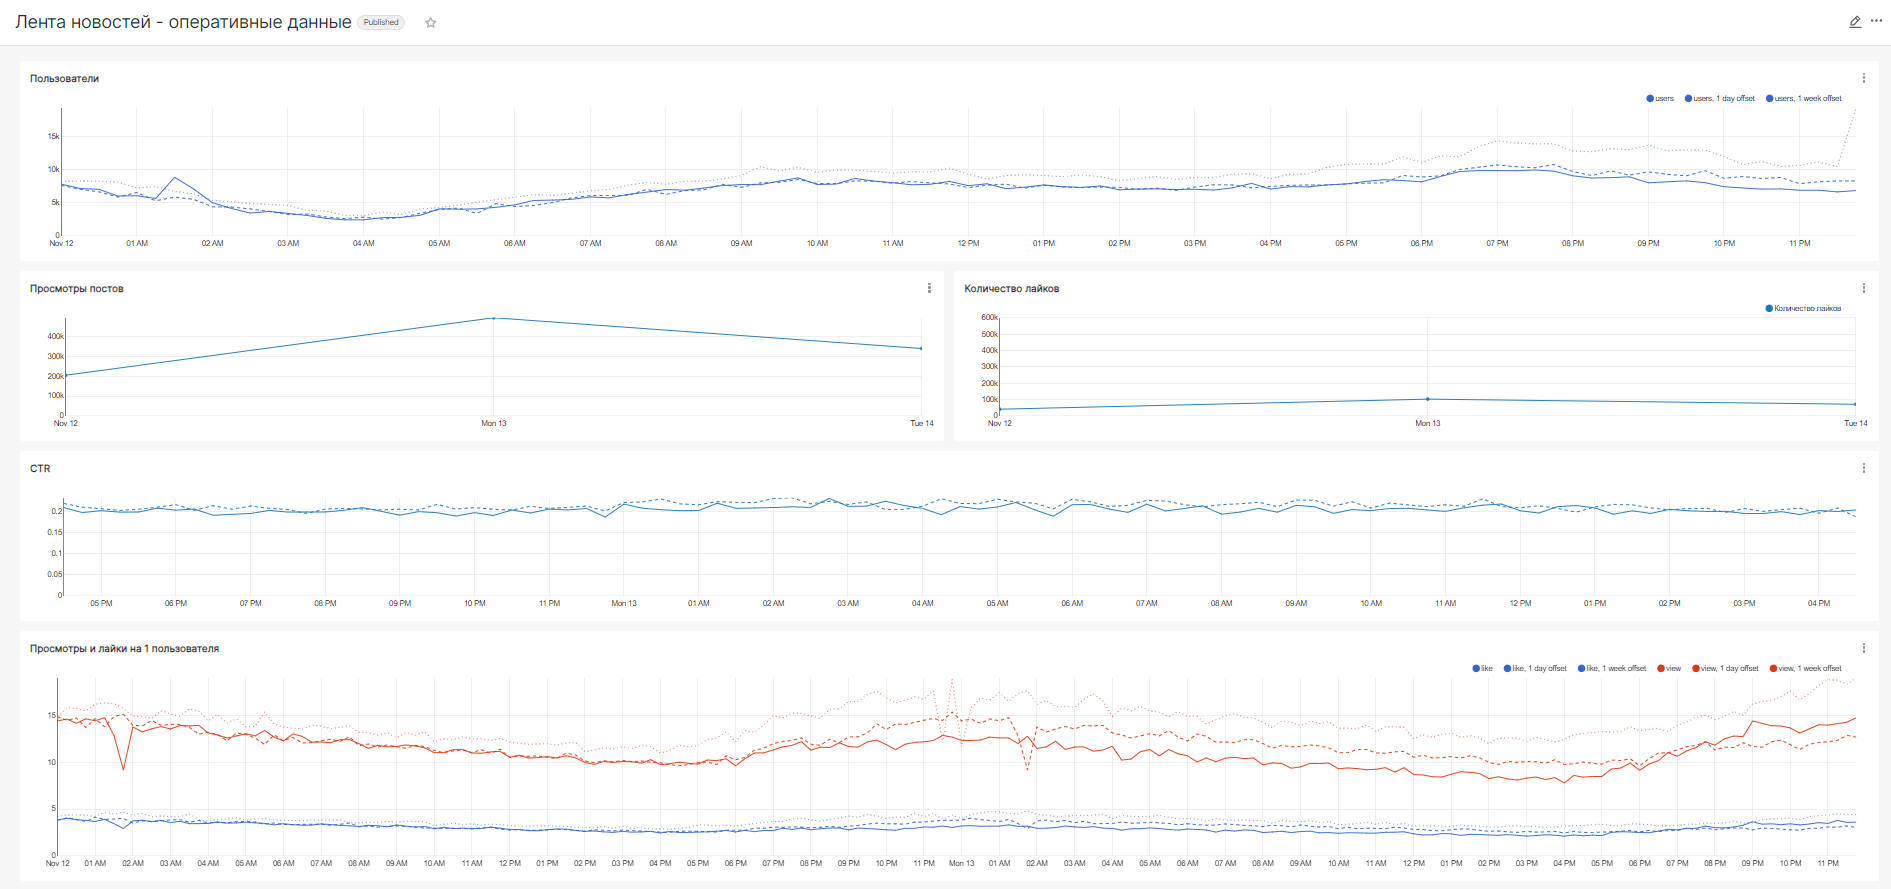 Лента новостей - оперативные данные Published
Пользователи
users users, 1 day offset users, 1 week offset
15k
10k
5k
0
Nov 12 01 AM 02 AM 03 AM 04 AM 05 AM 06 AM 07 AM 08 AM 09 AM 10 AM 11 AM 12 PM 01 PM 02 PM 03 PM 04 PM 05 PM 06 PM 07 PM 08 PM 09 PM 10 PM 11 PM
Просмотры постов
400k
300k
200k
100k
0
Nov 12 Mon 13 Tue 14
Количество лайков
Количество лайков
600k
500k
400k
300k
200k
100k
0
Nov 12 Mon 13 Tue 14
CTR
0.2
0.15
0.1
0.05
0
05 PM 06 PM 07 PM 08 PM 09 PM 10 PM 11 PM Mon 13 01 AM 02 AM 03 AM 04 AM 05 AM 06 AM 07 AM 08 AM 09 AM 10 AM 11 AM 12 PM 01 PM 02 PM 03 PM 04 PM
Просмотры и лайки на 1 пользователя
like like, 1 day offset like, 1 week offset view view, 1 day offset view, 1 week offset
15
10
5
0
Nov 12 01 AM 02 AM 03 AM 04 AM 05 AM 06 AM 07 AM 08 AM 09 AM 10 AM 11 AM 12 PM 01 PM 02 PM 03 PM 04 PM 05 PM 06 PM 07 PM 08 PM 09 PM 10 PM 11 PM Mon 13 01 AM 02 AM 03 AM 04 AM 05 AM 06 AM 07 AM 08 AM 09 AM 10 AM 11 AM 12 PM 01 PM 02 PM 03 PM 04 PM 05 PM 06 PM 07 PM 08 PM 09 PM 10 PM 11 PM